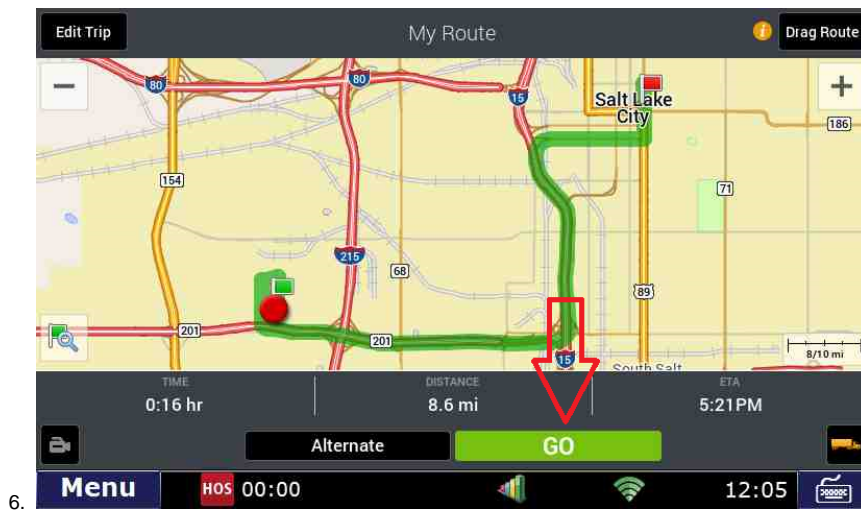 Edit Trip
My Route
i
Drag Route
80
80
15
Salt Lake
City
186
154
71
215
68
89
201
201
15
South Salt
8/10 mi
TIME
DISTANCE
ETA
0:16 hr
8.6 mi
5:21PM
Alternate
GO
6.
Menu
HOS 00:00
12:05